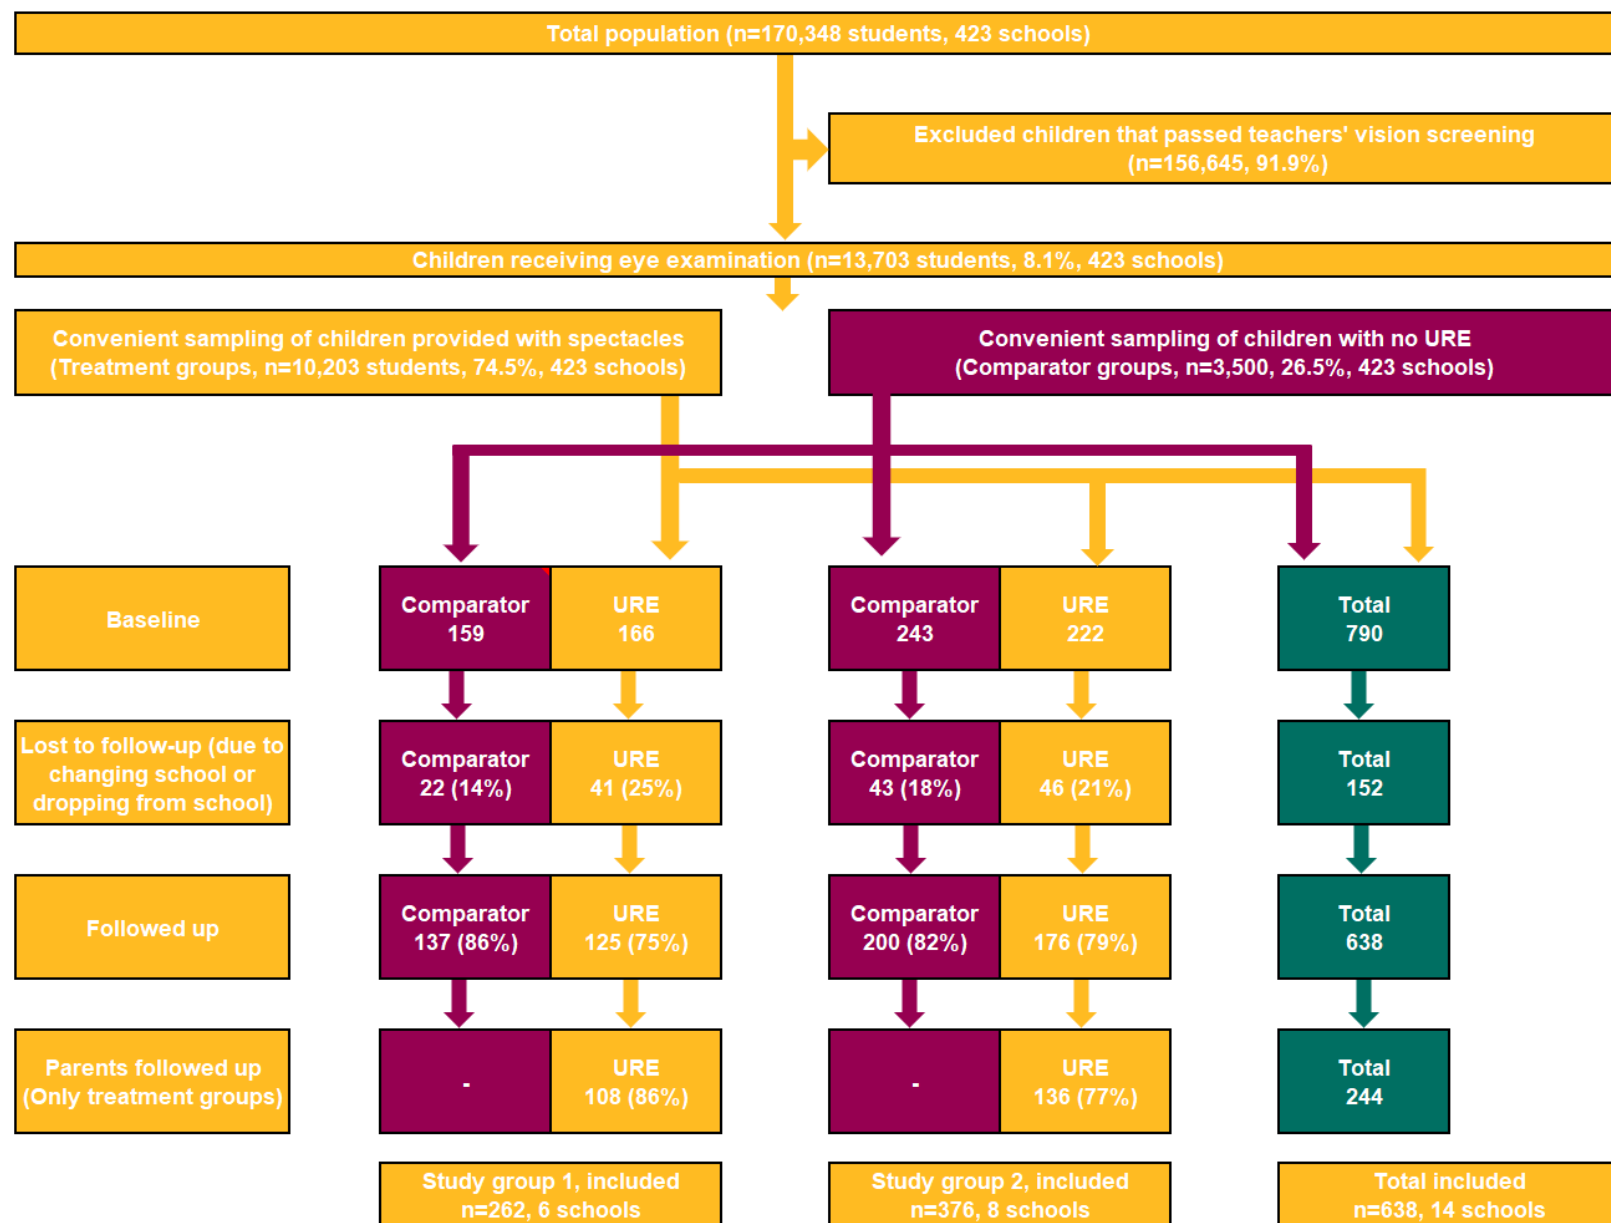 Total population (n=170,348 students, 423 schools)
Excluded children that passed teachers' vision screening
(n=156,645, 91.9%)
Children receiving eye examination (n=13,703 students, 8.1%, 423 schools)
Convenient sampling of children provided with spectacles
(Treatment groups, n=10,203 students, 74.5%, 423 schools)
Convenient sampling of children with no URE
(Comparator groups, n=3,500, 26.5%, 423 schools)
Baseline
Comparator
159
URE
166
Comparator
243
URE
222
Total
790
Lost to follow-up (due to
changing school or
dropping from school)
Comparator
22 (14%)
URE
41 (25%)
Comparator
43 (18%)
URE
46 (21%)
Total
152
Followed up
Comparator
137 (86%)
URE
125 (75%)
Comparator
200 (82%)
URE
176 (79%)
Total
638
Parents followed up
(Only treatment groups)
-
URE
108 (86%)
-
URE
136 (77%)
Total
244
Study group 1, included
n=262, 6 schools
Study group 2, included
n=376, 8 schools
Total included
n=638, 14 schools